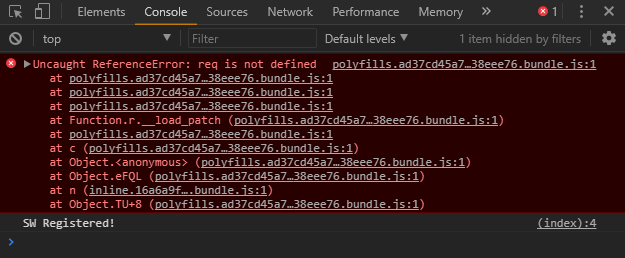 Elements Console Sources Network Performance Memory » 1
top Filter Default levels 1 item hidden by filters
Uncaught ReferenceError: req is not defined polyfills.ad37cd45a7…38eee76.bundle.js:1
at polyfills.ad37cd45a7…38eee76.bundle.js:1
at polyfills.ad37cd45a7…38eee76.bundle.js:1
at polyfills.ad37cd45a7…38eee76.bundle.js:1
at Function.r.__load_patch (polyfills.ad37cd45a7…38eee76.bundle.js:1)
at polyfills.ad37cd45a7…38eee76.bundle.js:1
at c (polyfills.ad37cd45a7…38eee76.bundle.js:1)
at Object.<anonymous> (polyfills.ad37cd45a7…38eee76.bundle.js:1)
at Object.eFQL (polyfills.ad37cd45a7…38eee76.bundle.js:1)
at n (inline.16a6a9f….bundle.js:1)
at Object.TU+8 (polyfills.ad37cd45a7…38eee76.bundle.js:1)
SW Registered! (index):4